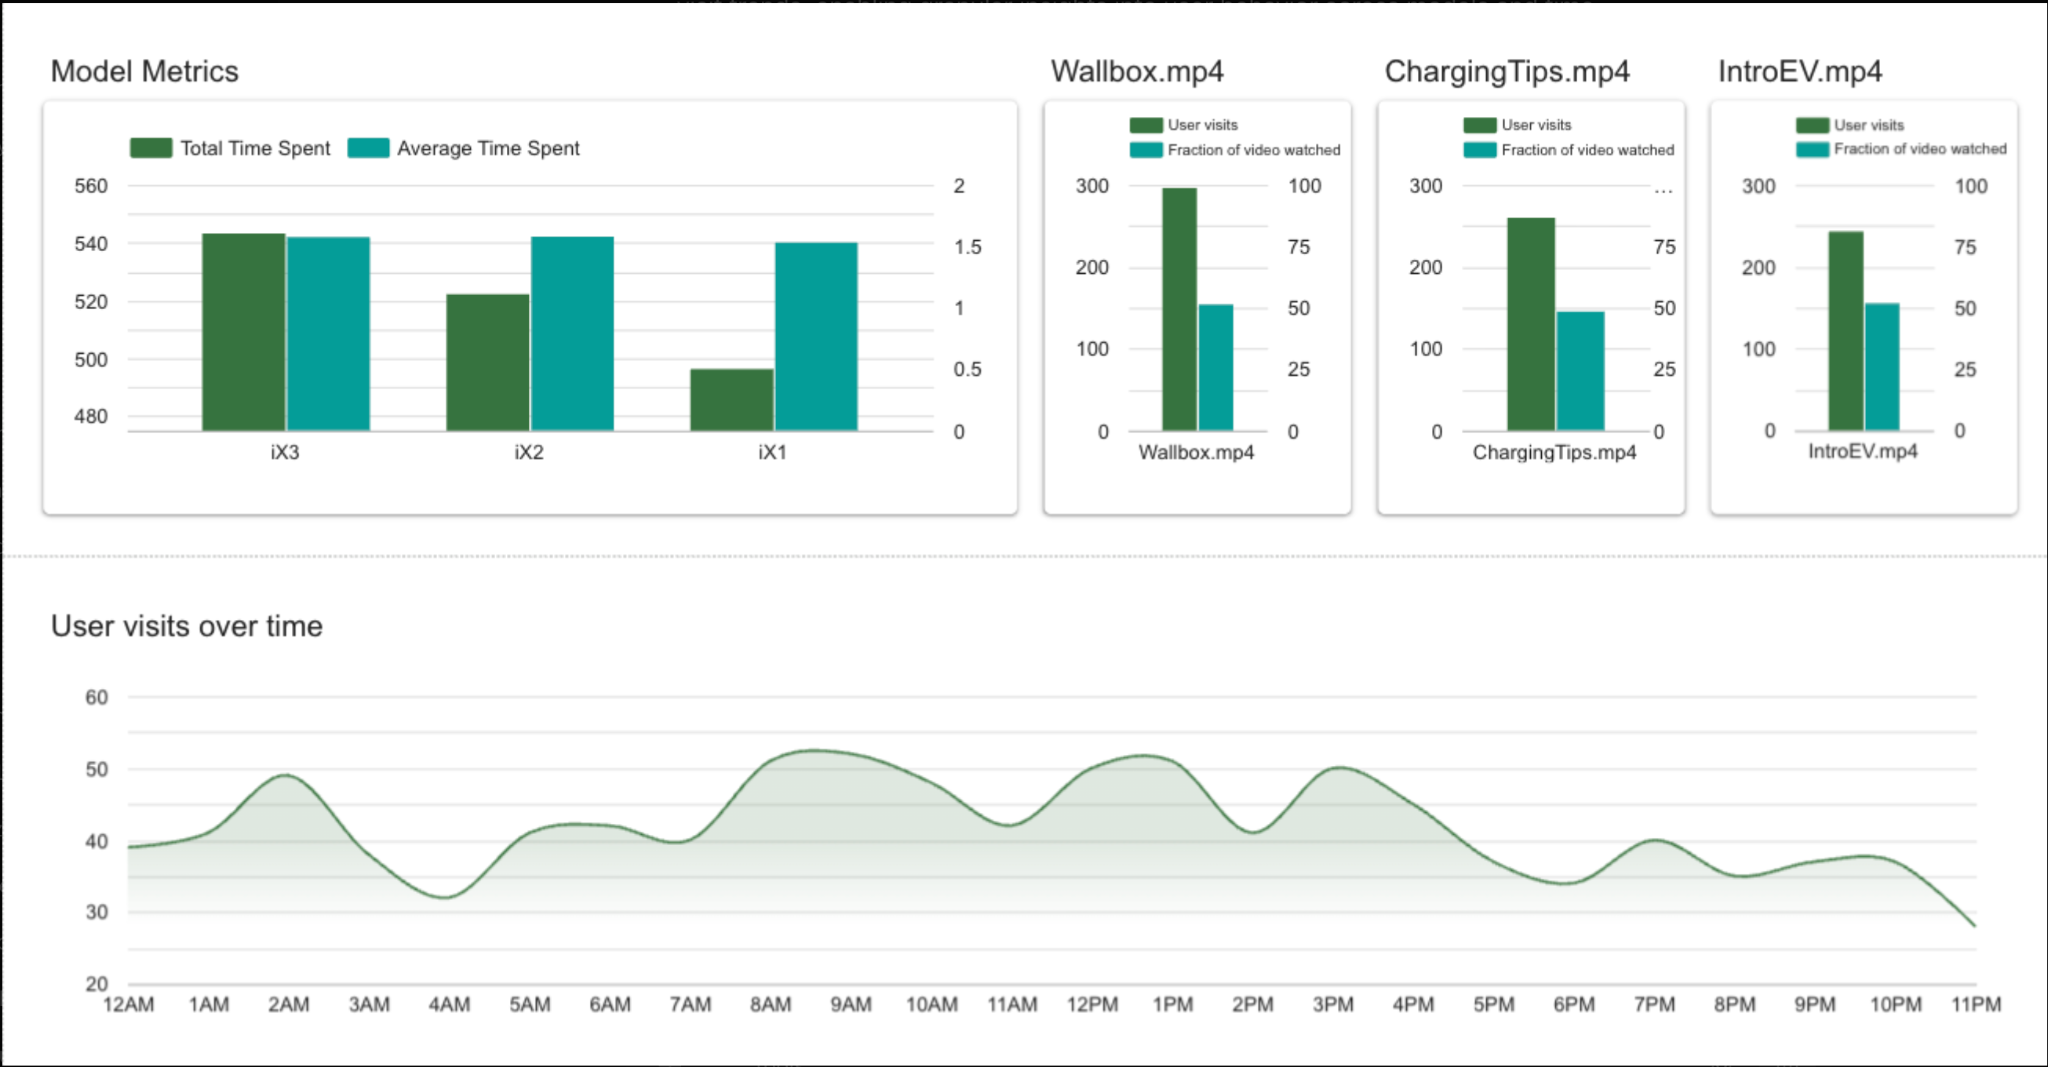 Model Metrics
Total Time Spent
Average Time Spent
560
540
520
500
480
2
1.5
1
0.5
0
iX3
iX2
iX1
Wallbox.mp4
User visits
Fraction of video watched
300
200
100
0
100
75
50
25
0
Wallbox.mp4
ChargingTips.mp4
User visits
Fraction of video watched
300
200
100
0
...
75
50
25
0
ChargingTips.mp4
IntroEV.mp4
User visits
Fraction of video watched
300
200
100
0
100
75
50
25
0
IntroEV.mp4
User visits over time
60
50
40
30
20
12AM 1AM 2AM 3AM 4AM 5AM 6AM 7AM 8AM 9AM 10AM 11AM 12PM 1PM 2PM 3PM 4PM 5PM 6PM 7PM 8PM 9PM 10PM 11PM